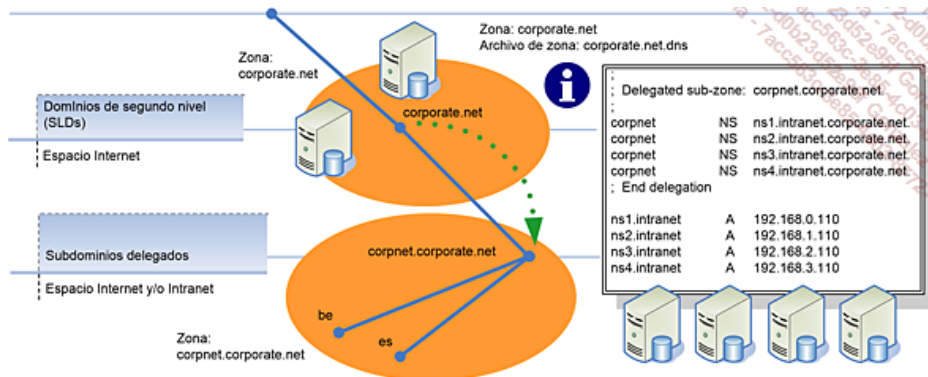 Zona: corporate.net
Archivo de zona: corporate.net.dns
Zona:
corporate.net
Dominios de segundo nivel
(SLDs)
Espacio Internet
corporate.net
Subdominios delegados
Espacio Internet y/o Intranet
corpnet.corporate.net
be
es
Zona:
corpnet.corporate.net
;
; Delegated sub-zone: corpnet.corporate.net.
;
corpnet NS ns1.intranet.corporate.net.
corpnet NS ns2.intranet.corporate.net.
corpnet NS ns3.intranet.corporate.net.
corpnet NS ns4.intranet.corporate.net.
; End delegation
ns1.intranet A 192.168.0.110
ns2.intranet A 192.168.1.110
ns3.intranet A 192.168.2.110
ns4.intranet A 192.168.3.110